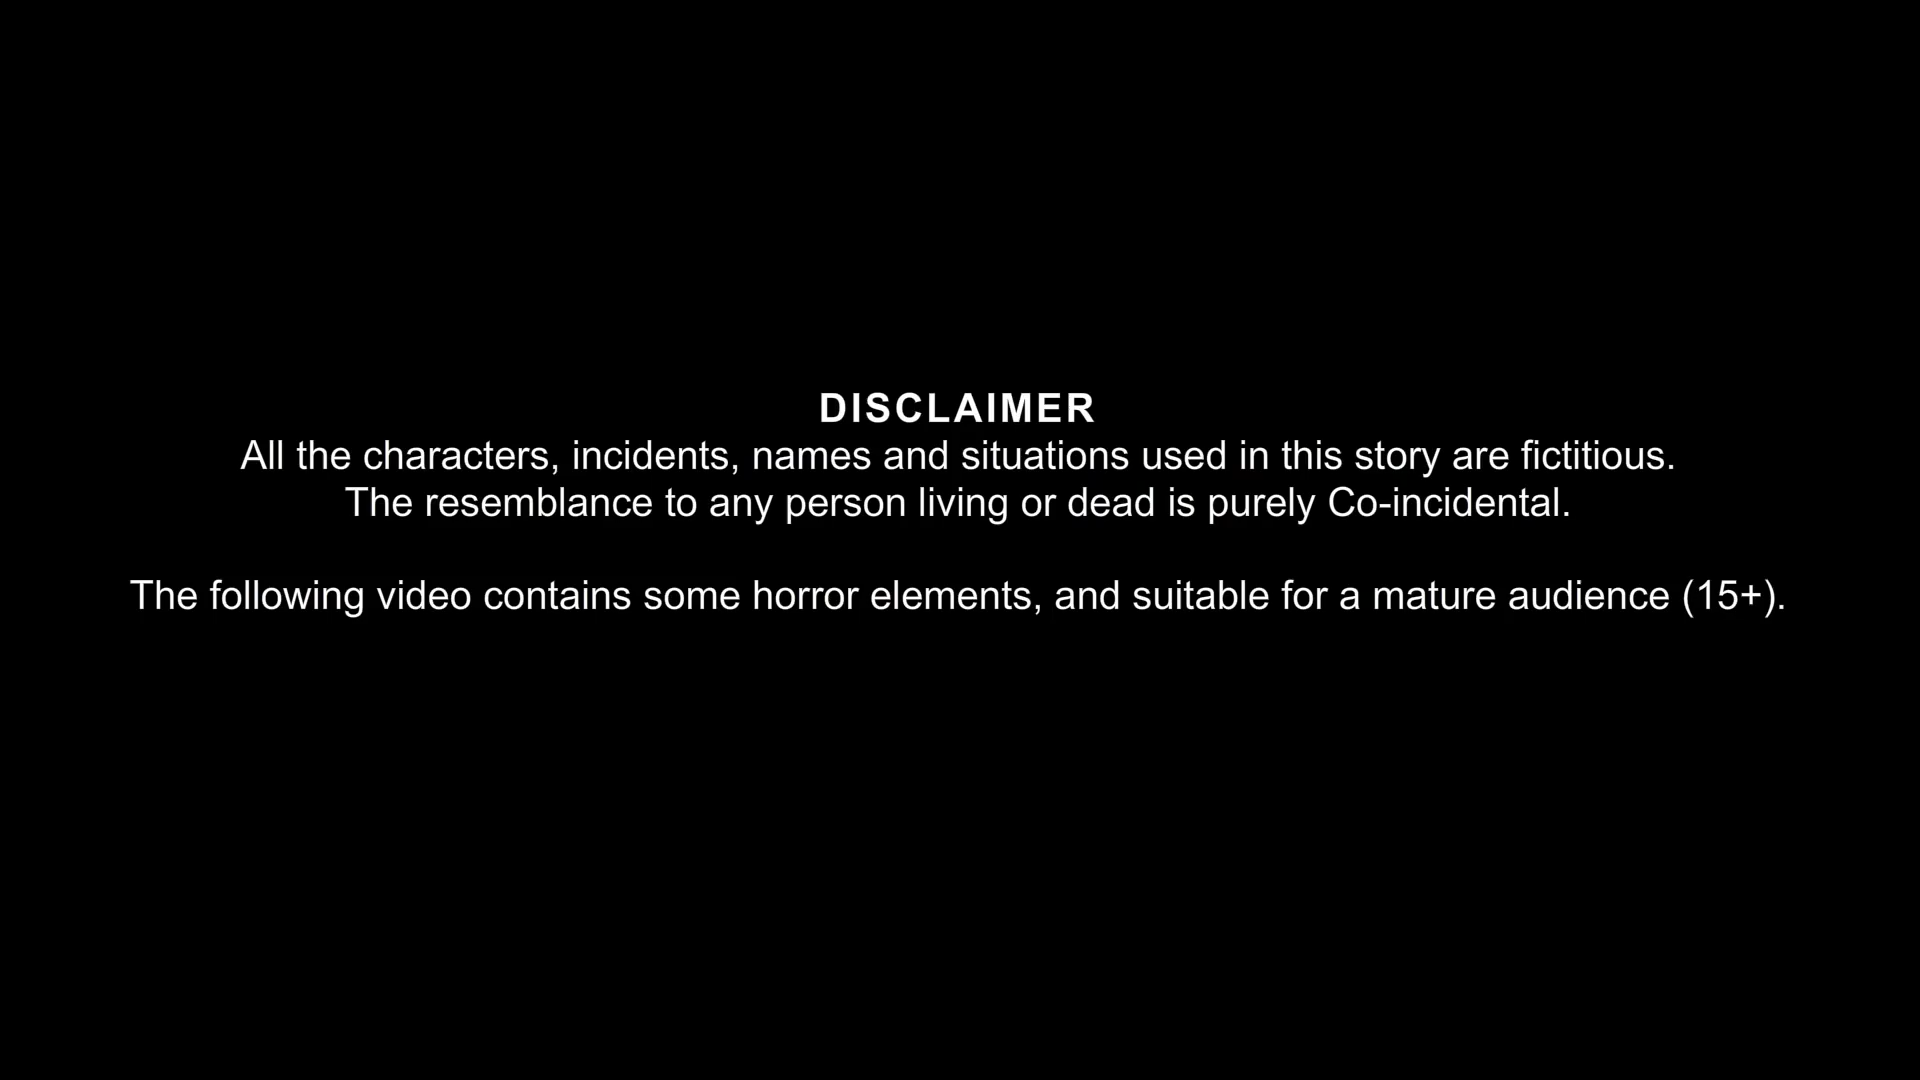 DISCLAIMER
All the characters, incidents, names and situations used in this story are fictitious.
The resemblance to any person living or dead is purely Co-incidental.
The following video contains some horror elements, and suitable for a mature audience (15+).